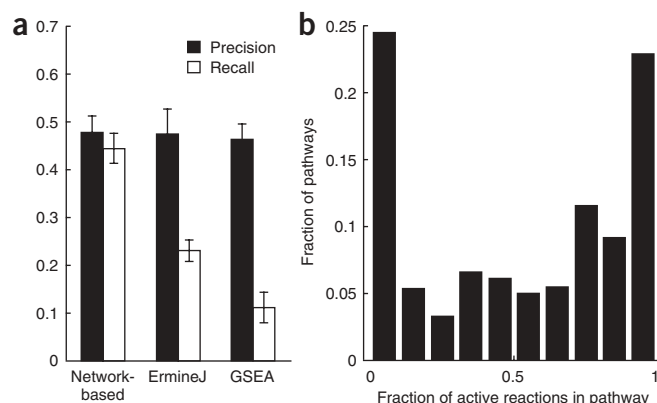 a
0.7
0.6
0.5
0.4
0.3
0.2
0.1
0
Precision
Recall
Network-
based
ErmineJ
GSEA
b
0.25
0.20
0.15
0.10
0.05
0
Fraction of pathways
0
0.5
1
Fraction of active reactions in pathway